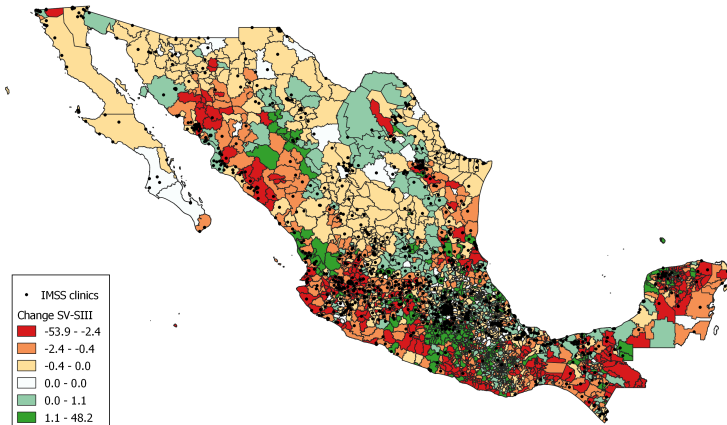 IMSS clinics
Change SV-SIII
-53.9 - -2.4
-2.4 - -0.4
-0.4 - 0.0
0.0 - 0.0
0.0 - 1.1
1.1 - 48.2